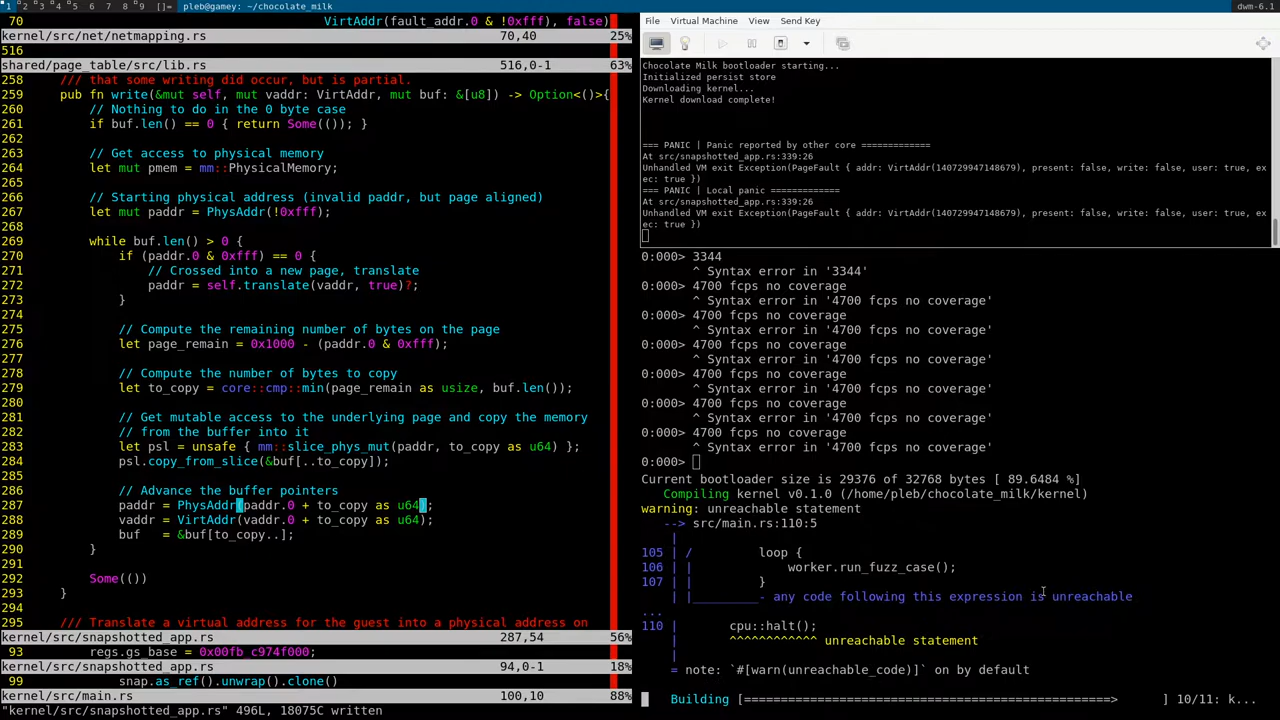 1 2 3 4 5 6 7 8 9 []= pleb@gamey: ~/chocolate_milk dwm-6.1
70 VirtAddr(fault_addr.0 & !0xfff), false)
kernel/src/net/netmapping.rs 70,40 25%
516
shared/page_table/src/lib.rs 516,0-1 63%
258 /// that some writing did occur, but is partial.
259 pub fn write(&mut self, mut vaddr: VirtAddr, mut buf: &[u8]) -> Option<()>{
260 // Nothing to do in the 0 byte case
261 if buf.len() == 0 { return Some(()); }
262
263 // Get access to physical memory
264 let mut pmem = mm::PhysicalMemory;
265
266 // Starting physical address (invalid paddr, but page aligned)
267 let mut paddr = PhysAddr(!0xfff);
268
269 while buf.len() > 0 {
270 if (paddr.0 & 0xfff) == 0 {
271 // Crossed into a new page, translate
272 paddr = self.translate(vaddr, true)?;
273 }
274
275 // Compute the remaining number of bytes on the page
276 let page_remain = 0x1000 - (paddr.0 & 0xfff);
277
278 // Compute the number of bytes to copy
279 let to_copy = core::cmp::min(page_remain as usize, buf.len());
280
281 // Get mutable access to the underlying page and copy the memory
282 // from the buffer into it
283 let psl = unsafe { mm::slice_phys_mut(paddr, to_copy as u64) };
284 psl.copy_from_slice(&buf[..to_copy]);
285
286 // Advance the buffer pointers
287 paddr = PhysAddr(paddr.0 + to_copy as u64);
288 vaddr = VirtAddr(vaddr.0 + to_copy as u64);
289 buf = &buf[to_copy..];
290 }
291
292 Some(())
293 }
294
295 /// Translate a virtual address for the guest into a physical address on
kernel/src/snapshotted_app.rs 287,54 56%
93 regs.gs_base = 0x00fb_c974f000;
kernel/src/snapshotted_app.rs 94,0-1 18%
99 snap.as_ref().unwrap().clone()
kernel/src/main.rs 100,10 88%
"kernel/src/snapshotted_app.rs" 496L, 18075C written
File Virtual Machine View Send Key
Chocolate Milk bootloader starting...
Initialized persist store
Downloading kernel...
Kernel download complete!
=== PANIC | Panic reported by other core =============
At src/snapshotted_app.rs:339:26
Unhandled VM exit Exception(PageFault { addr: VirtAddr(140729947148679), present: false, write: false, user: true, ex
ec: true })
=== PANIC | Local panic =============
At src/snapshotted_app.rs:339:26
Unhandled VM exit Exception(PageFault { addr: VirtAddr(140729947148679), present: false, write: false, user: true, ex
ec: true })
0:000> 3344
^ Syntax error in '3344'
0:000> 4700 fcps no coverage
^ Syntax error in '4700 fcps no coverage'
0:000> 4700 fcps no coverage
^ Syntax error in '4700 fcps no coverage'
0:000> 4700 fcps no coverage
^ Syntax error in '4700 fcps no coverage'
0:000> 4700 fcps no coverage
^ Syntax error in '4700 fcps no coverage'
0:000> 4700 fcps no coverage
^ Syntax error in '4700 fcps no coverage'
0:000> 4700 fcps no coverage
^ Syntax error in '4700 fcps no coverage'
0:000>
Current bootloader size is 29376 of 32768 bytes [ 89.6484 %]
Compiling kernel v0.1.0 (/home/pleb/chocolate_milk/kernel)
warning: unreachable statement
--> src/main.rs:110:5
|
105 | / loop {
106 | | worker.run_fuzz_case();
107 | | }
| |_________- any code following this expression is unreachable
...
110 | cpu::halt();
| ^^^^^^^^^^^^ unreachable statement
|
= note: `#[warn(unreachable_code)]` on by default
Building [==================================================> ] 10/11: k...